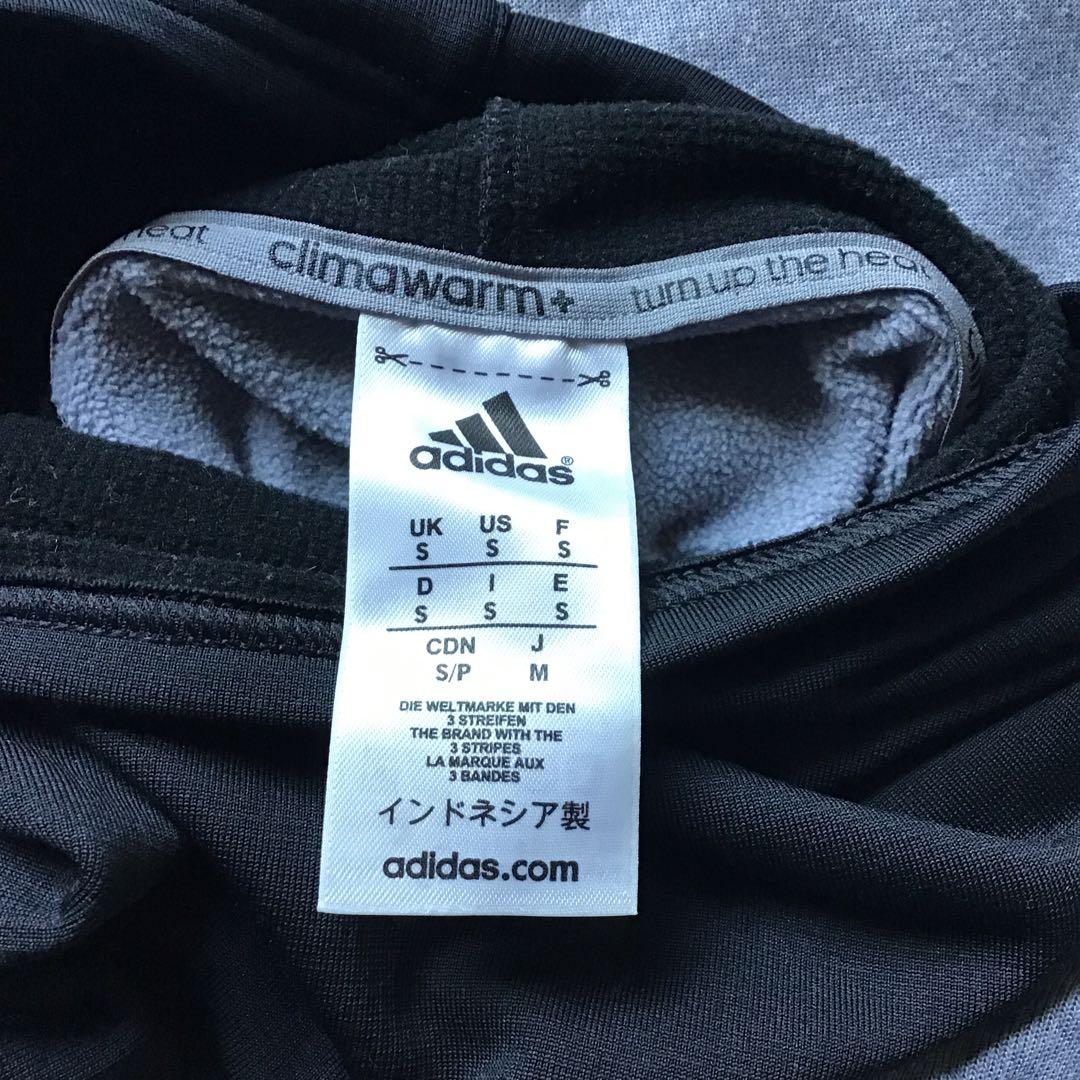 heat
climawarm+ turn up the heat
adidas®
UK US F
S S S
D I E
S S S
CDN J
S/P M
DIE WELTMARKE MIT DEN
3 STREIFEN
THE BRAND WITH THE
3 STRIPES
LA MARQUE AUX
3 BANDES
インドネシア製
adidas.com